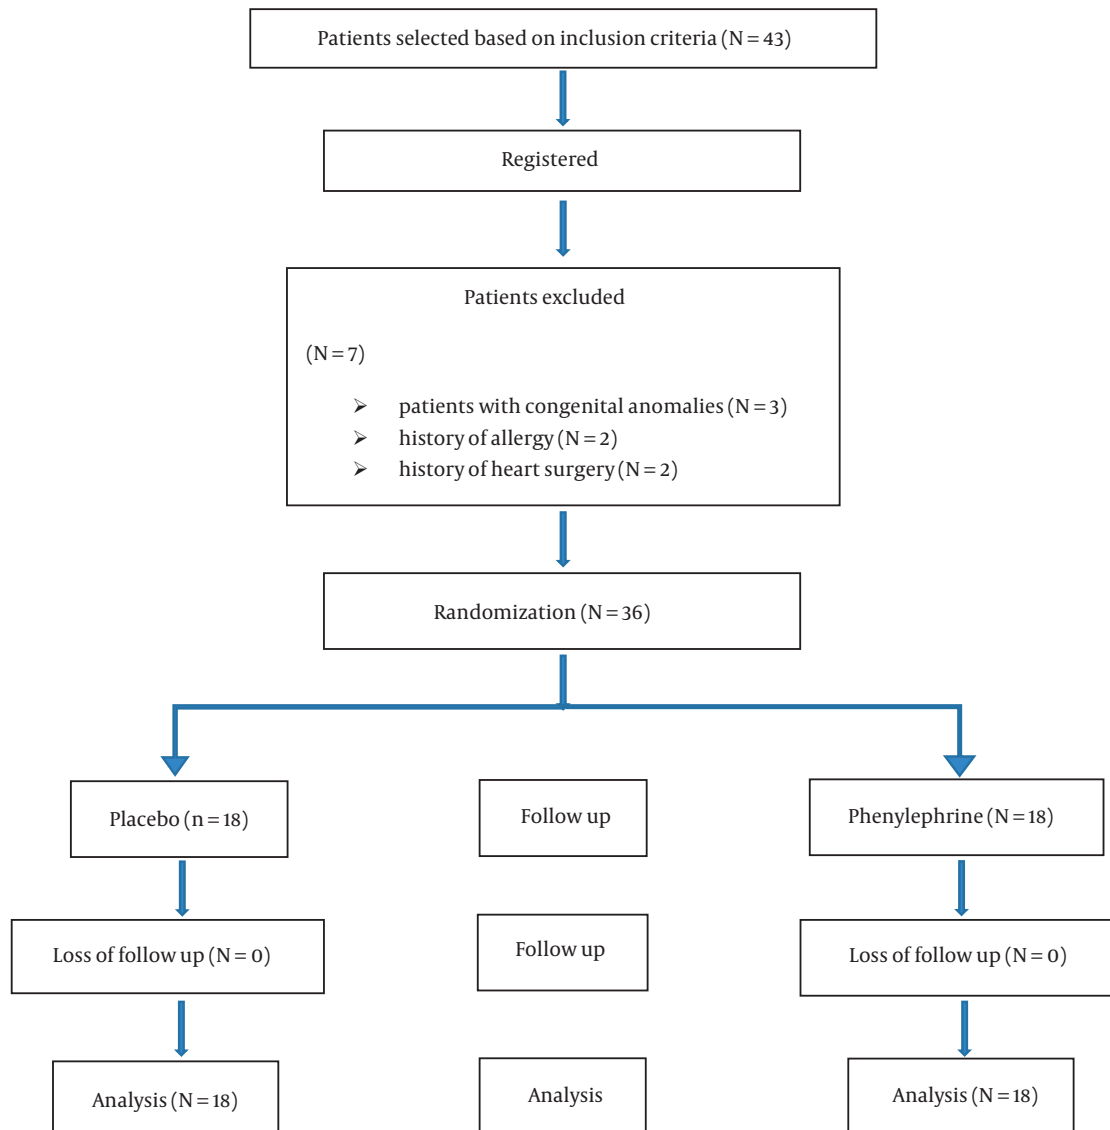 Patients selected based on inclusion criteria (N = 43)
Registered
Patients excluded
(N = 7)
➢ patients with congenital anomalies (N = 3)
➢ history of allergy (N = 2)
➢ history of heart surgery (N = 2)
Randomization (N = 36)
Placebo (n = 18)
Follow up
Phenylephrine (N = 18)
Loss of follow up (N = 0)
Follow up
Loss of follow up (N = 0)
Analysis (N = 18)
Analysis
Analysis (N = 18)